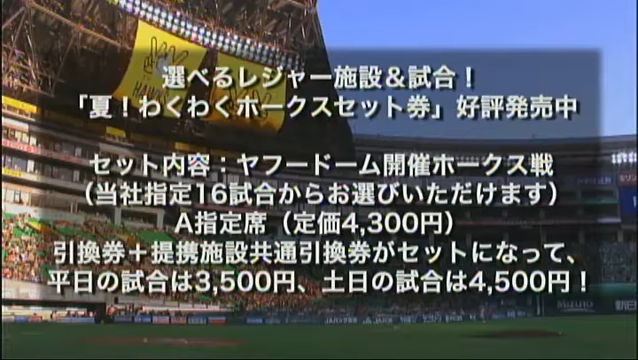 選べるレジャー施設＆試合！
「夏！わくわくホークスセット券」好評発売中
セット内容：ヤフードーム開催ホークス戦
（当社指定16試合からお選びいただけます）
A指定席（定価4,300円）
引換券＋提携施設共通引換券がセットになって、
平日の試合は3,500円、土日の試合は4,500円！
HAWKS
MIZUNO